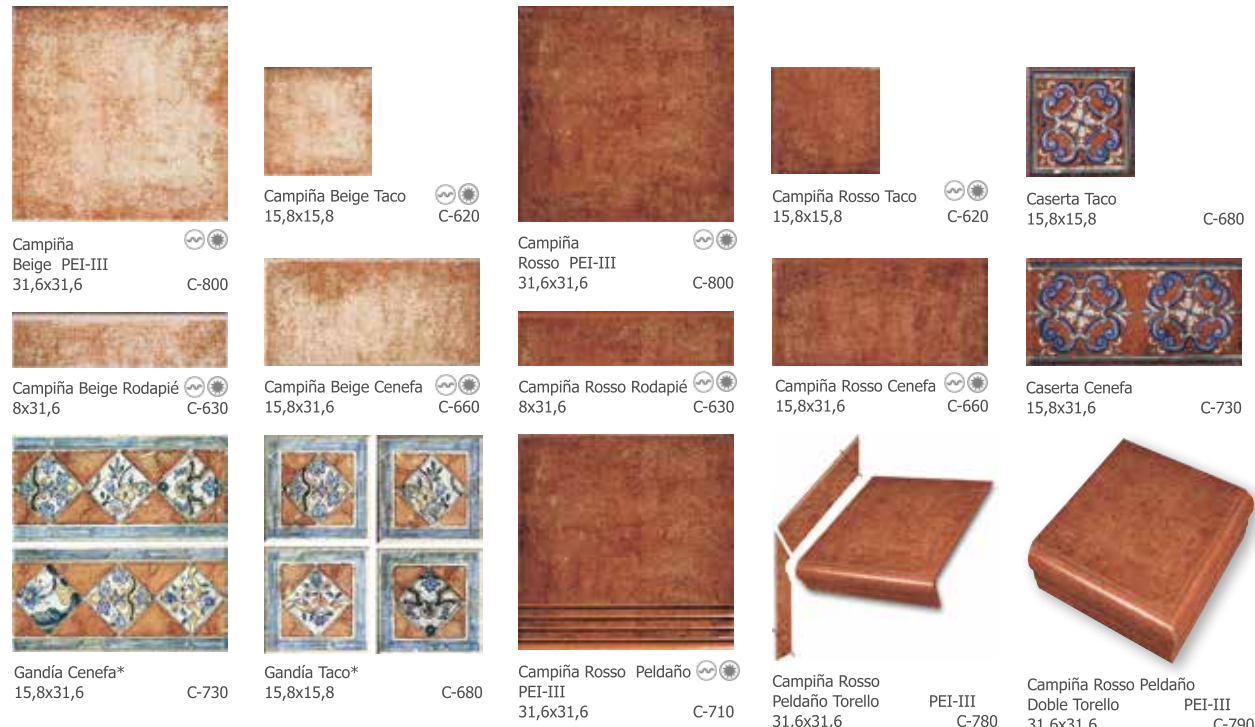 Campiña
Beige PEI-III
31,6x31,6 C-800
Campiña Beige Taco
15,8x15,8 C-620
Campiña
Rosso PEI-III
31,6x31,6 C-800
Campiña Rosso Taco
15,8x15,8 C-620
Caserta Taco
15,8x15,8 C-680
Campiña Beige Rodapié
8x31,6 C-630
Campiña Beige Cenefa
15,8x31,6 C-660
Campiña Rosso Rodapié
8x31,6 C-630
Campiña Rosso Cenefa
15,8x31,6 C-660
Caserta Cenefa
15,8x31,6 C-730
Gandía Cenefa*
15,8x31,6 C-730
Gandía Taco*
15,8x15,8 C-680
Campiña Rosso Peldaño
PEI-III
31,6x31,6 C-710
Campiña Rosso
Peldaño Torello PEI-III
31,6x31,6 C-780
Campiña Rosso Peldaño
Doble Torello PEI-III
31,6x31,6 C-790